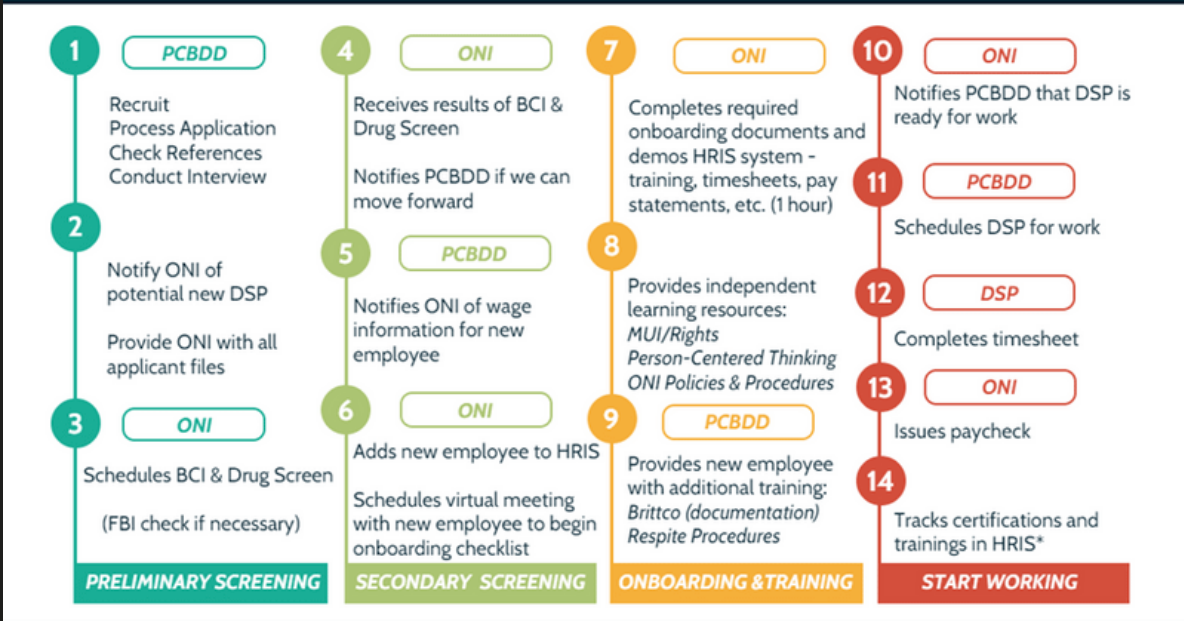 1
PCBDD
Recruit
Process Application
Check References
Conduct Interview
2
Notify ONI of
potential new DSP
Provide ONI with all
applicant files
3
ONI
Schedules BCI & Drug Screen
(FBI check if necessary)
PRELIMINARY SCREENING
4
ONI
Receives results of BCI &
Drug Screen
Notifies PCBDD if we can
move forward
5
PCBDD
Notifies ONI of wage
information for new
employee
6
ONI
Adds new employee to HRIS
Schedules virtual meeting
with new employee to begin
onboarding checklist
SECONDARY SCREENING
7
ONI
Completes required
onboarding documents and
demos HRIS system -
training, timesheets, pay
statements, etc. (1 hour)
8
Provides independent
learning resources:
MUI/Rights
Person-Centered Thinking
ONI Policies & Procedures
9
PCBDD
Provides new employee
with additional training:
Brittco (documentation)
Respite Procedures
ONBOARDING &TRAINING
10
ONI
Notifies PCBDD that DSP is
ready for work
11
PCBDD
Schedules DSP for work
12
DSP
Completes timesheet
13
ONI
Issues paycheck
14
Tracks certifications and
trainings in HRIS*
START WORKING